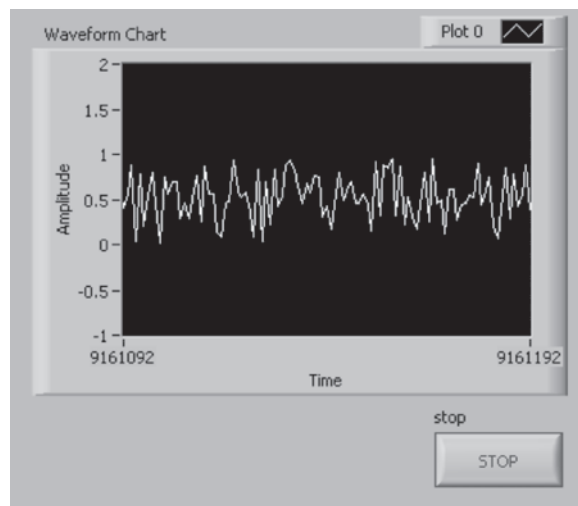 Waveform Chart
Plot 0
2
1.5
1
0.5
0
-0.5
-1
Amplitude
9161092
9161192
Time
stop
STOP